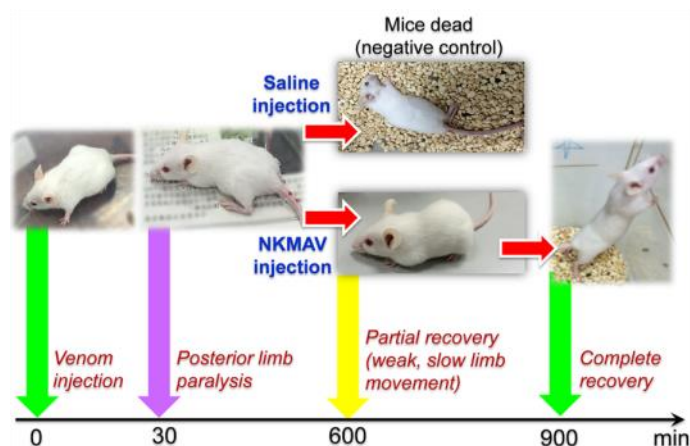 Mice dead
(negative control)
Saline
injection
NKMAV
injection
Venom
injection
Posterior limb
paralysis
Partial recovery
(weak, slow limb
movement)
Complete
recovery
0
30
600
900
min